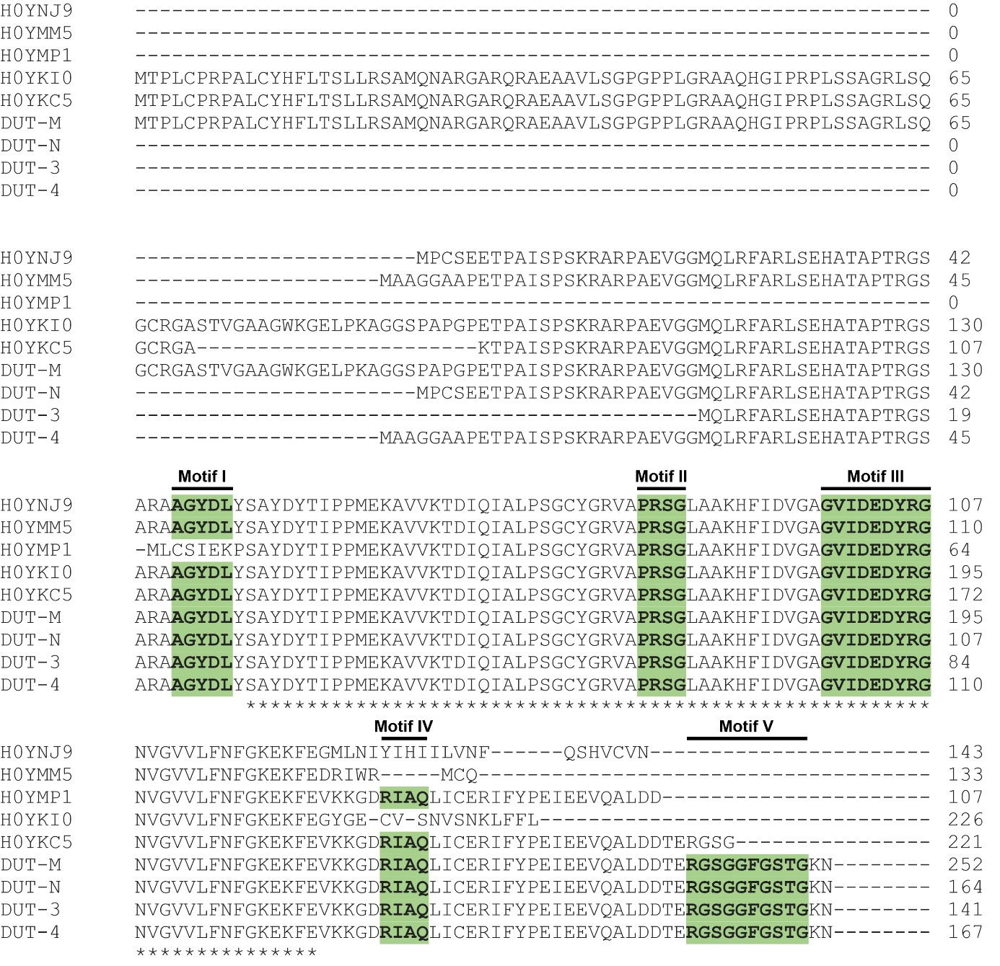 H0YNJ9 ----------------------------------------------------------------- 0
H0YMM5 ----------------------------------------------------------------- 0
H0YMP1 ----------------------------------------------------------------- 0
H0YKI0 MTPLCPRPALCYHFLTSLLRSAMQNARGARQRAEAAVLSGPGPPLGRAAQHGIPRPLSSAGRLSQ 65
H0YKC5 MTPLCPRPALCYHFLTSLLRSAMQNARGARQRAEAAVLSGPGPPLGRAAQHGIPRPLSSAGRLSQ 65
DUT-M MTPLCPRPALCYHFLTSLLRSAMQNARGARQRAEAAVLSGPGPPLGRAAQHGIPRPLSSAGRLSQ 65
DUT-N ----------------------------------------------------------------- 0
DUT-3 ----------------------------------------------------------------- 0
DUT-4 ----------------------------------------------------------------- 0
H0YNJ9 -----------------------MPCSEETPAISPSKRARPAEVGGMQLRFARLSEHATAPTRGS 42
H0YMM5 --------------------MAAGGAAPETPAISPSKRARPAEVGGMQLRFARLSEHATAPTRGS 45
H0YMP1 ----------------------------------------------------------------- 0
H0YKI0 GCRGASTVGAAGWKGELPKAGGSPAPGPETPAISPSKRARPAEVGGMQLRFARLSEHATAPTRGS 130
H0YKC5 GCRGA-----------------------KTPAISPSKRARPAEVGGMQLRFARLSEHATAPTRGS 107
DUT-M GCRGASTVGAAGWKGELPKAGGSPAPGPETPAISPSKRARPAEVGGMQLRFARLSEHATAPTRGS 130
DUT-N -----------------------MPCSEETPAISPSKRARPAEVGGMQLRFARLSEHATAPTRGS 42
DUT-3 ----------------------------------------------MQLRFARLSEHATAPTRGS 19
DUT-4 --------------------MAAGGAAPETPAISPSKRARPAEVGGMQLRFARLSEHATAPTRGS 45
Motif I Motif II Motif III
H0YNJ9 ARAAGYDLYSAYDYTIPPMEKAVVKTDIQIALPSGCYGRVAPRSGLAAKHFIDVGAGVIDEDYRG 107
H0YMM5 ARAAGYDLYSAYDYTIPPMEKAVVKTDIQIALPSGCYGRVAPRSGLAAKHFIDVGAGVIDEDYRG 110
H0YMP1 -MLCSIEKPSAYDYTIPPMEKAVVKTDIQIALPSGCYGRVAPRSGLAAKHFIDVGAGVIDEDYRG 64
H0YKI0 ARAAGYDLYSAYDYTIPPMEKAVVKTDIQIALPSGCYGRVAPRSGLAAKHFIDVGAGVIDEDYRG 195
H0YKC5 ARAAGYDLYSAYDYTIPPMEKAVVKTDIQIALPSGCYGRVAPRSGLAAKHFIDVGAGVIDEDYRG 172
DUT-M ARAAGYDLYSAYDYTIPPMEKAVVKTDIQIALPSGCYGRVAPRSGLAAKHFIDVGAGVIDEDYRG 195
DUT-N ARAAGYDLYSAYDYTIPPMEKAVVKTDIQIALPSGCYGRVAPRSGLAAKHFIDVGAGVIDEDYRG 107
DUT-3 ARAAGYDLYSAYDYTIPPMEKAVVKTDIQIALPSGCYGRVAPRSGLAAKHFIDVGAGVIDEDYRG 84
DUT-4 ARAAGYDLYSAYDYTIPPMEKAVVKTDIQIALPSGCYGRVAPRSGLAAKHFIDVGAGVIDEDYRG 110
********************************************************
Motif IV Motif V
H0YNJ9 NVGVVLFNFGKEKFEGMLNIYIHIILVNF------QSHVCVN----------------------- 143
H0YMM5 NVGVVLFNFGKEKFEDRIWR-----MCQ------------------------------------- 133
H0YMP1 NVGVVLFNFGKEKFEVKKGDRIAQLICERIFYPEIEEVQALDD---------------------- 107
H0YKI0 NVGVVLFNFGKEKFEGYGE-CV-SNVSNKLFFL-------------------------------- 226
H0YKC5 NVGVVLFNFGKEKFEVKKGDRIAQLICERIFYPEIEEVQALDDTERGSG---------------- 221
DUT-M NVGVVLFNFGKEKFEVKKGDRIAQLICERIFYPEIEEVQALDDTERGSGGFGSTGKN-------- 252
DUT-N NVGVVLFNFGKEKFEVKKGDRIAQLICERIFYPEIEEVQALDDTERGSGGFGSTGKN-------- 164
DUT-3 NVGVVLFNFGKEKFEVKKGDRIAQLICERIFYPEIEEVQALDDTERGSGGFGSTGKN-------- 141
DUT-4 NVGVVLFNFGKEKFEVKKGDRIAQLICERIFYPEIEEVQALDDTERGSGGFGSTGKN-------- 167
***************